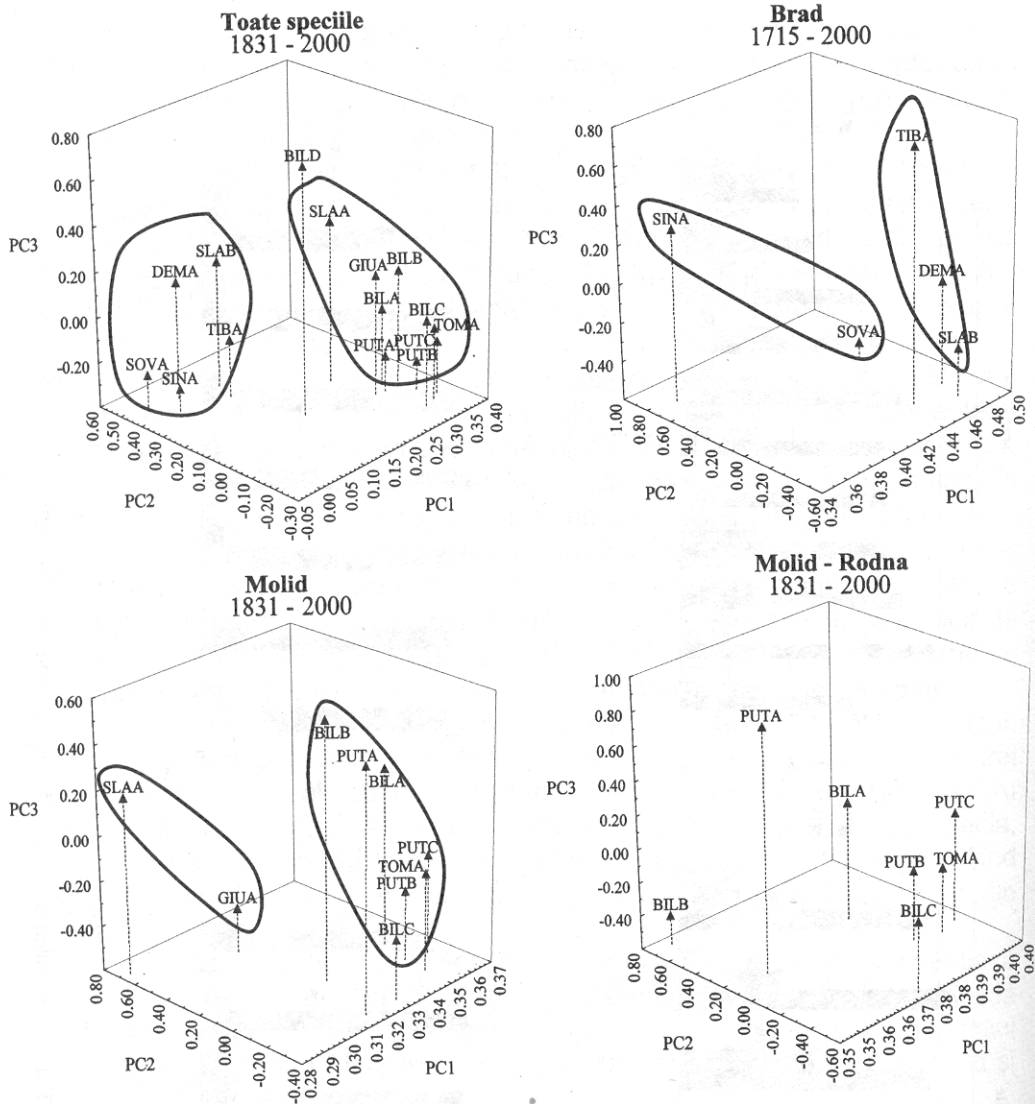 Toate speciile
1831 - 2000
0.80
0.60
0.40
0.20
0.00
-0.20
PC3
BILD
SLAA
SLAB
DEMA
GIUA
BILB
BILA
BILC
TOMA
TIBA
PUTA
PUTC
PUTB
SOVA
SINA
0.60
0.50
0.40
0.30
0.20
0.10
0.00
-0.10
-0.20
-0.30
PC2
-0.05
0.00
0.05
0.10
0.15
0.20
0.25
0.30
0.35
0.40
PC1
Brad
1715 - 2000
0.80
0.60
0.40
0.20
0.00
-0.20
-0.40
PC3
TIBA
SINA
DEMA
SOVA
SLAB
1.00
0.80
0.60
0.40
0.20
0.00
-0.20
-0.40
-0.60
PC2
0.34
0.36
0.38
0.40
0.42
0.44
0.46
0.48
0.50
PC1
Molid
1831 - 2000
0.60
0.40
0.20
0.00
-0.20
-0.40
PC3
BILB
PUTA
BILA
SLAA
PUTC
TOMA
PUTB
GIUA
BILC
0.80
0.60
0.40
0.20
0.00
-0.20
-0.40
PC2
0.28
0.29
0.30
0.31
0.32
0.33
0.34
0.35
0.36
0.37
PC1
Molid - Rodna
1831 - 2000
1.00
0.80
0.60
0.40
0.20
0.00
-0.20
-0.40
PC3
PUTA
BILA
PUTC
PUTB
TOMA
BILB
BILC
0.80
0.60
0.40
0.20
0.00
-0.20
-0.40
-0.60
PC2
0.35
0.35
0.36
0.36
0.37
0.38
0.38
0.39
0.39
0.40
0.40
PC1